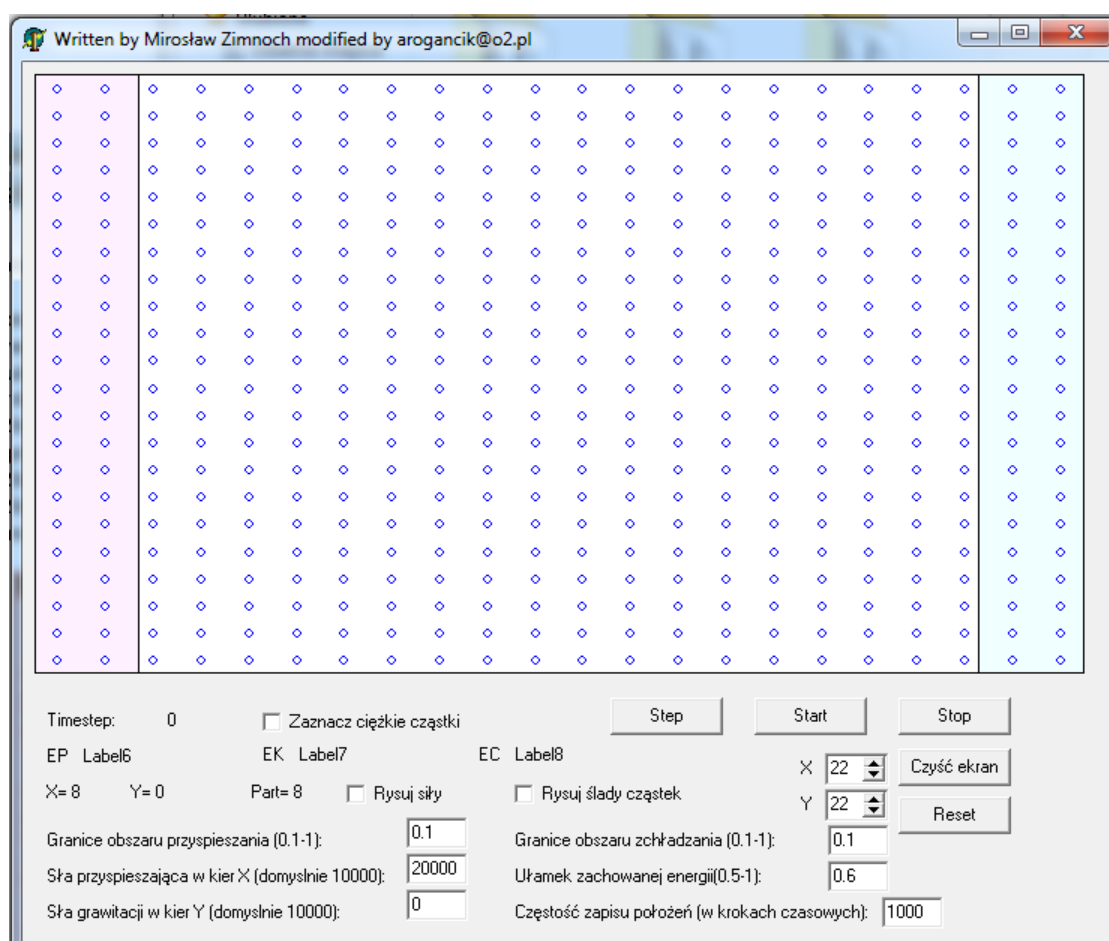 Written by Mirosław Zimnoch modified by arogancik@o2.pl
Timestep: 0 Zaznacz ciężkie cząstki Step Start Stop
EP Label6 EK Label7 EC Label8 X 22 Czyść ekran
X= 8 Y= 0 Part= 8 Rysuj siły Rysuj ślady cząstek Y 22 Reset
Granice obszaru przyspieszania (0.1-1): 0.1 Granice obszaru zchładzania (0.1-1): 0.1
Siła przyspieszająca w kier X (domyslnie 10000): 20000 Ułamek zachowanej energii(0.5-1): 0.6
Siła grawitacji w kier Y (domyslnie 10000): 0 Częstość zapisu położeń (w krokach czasowych): 1000